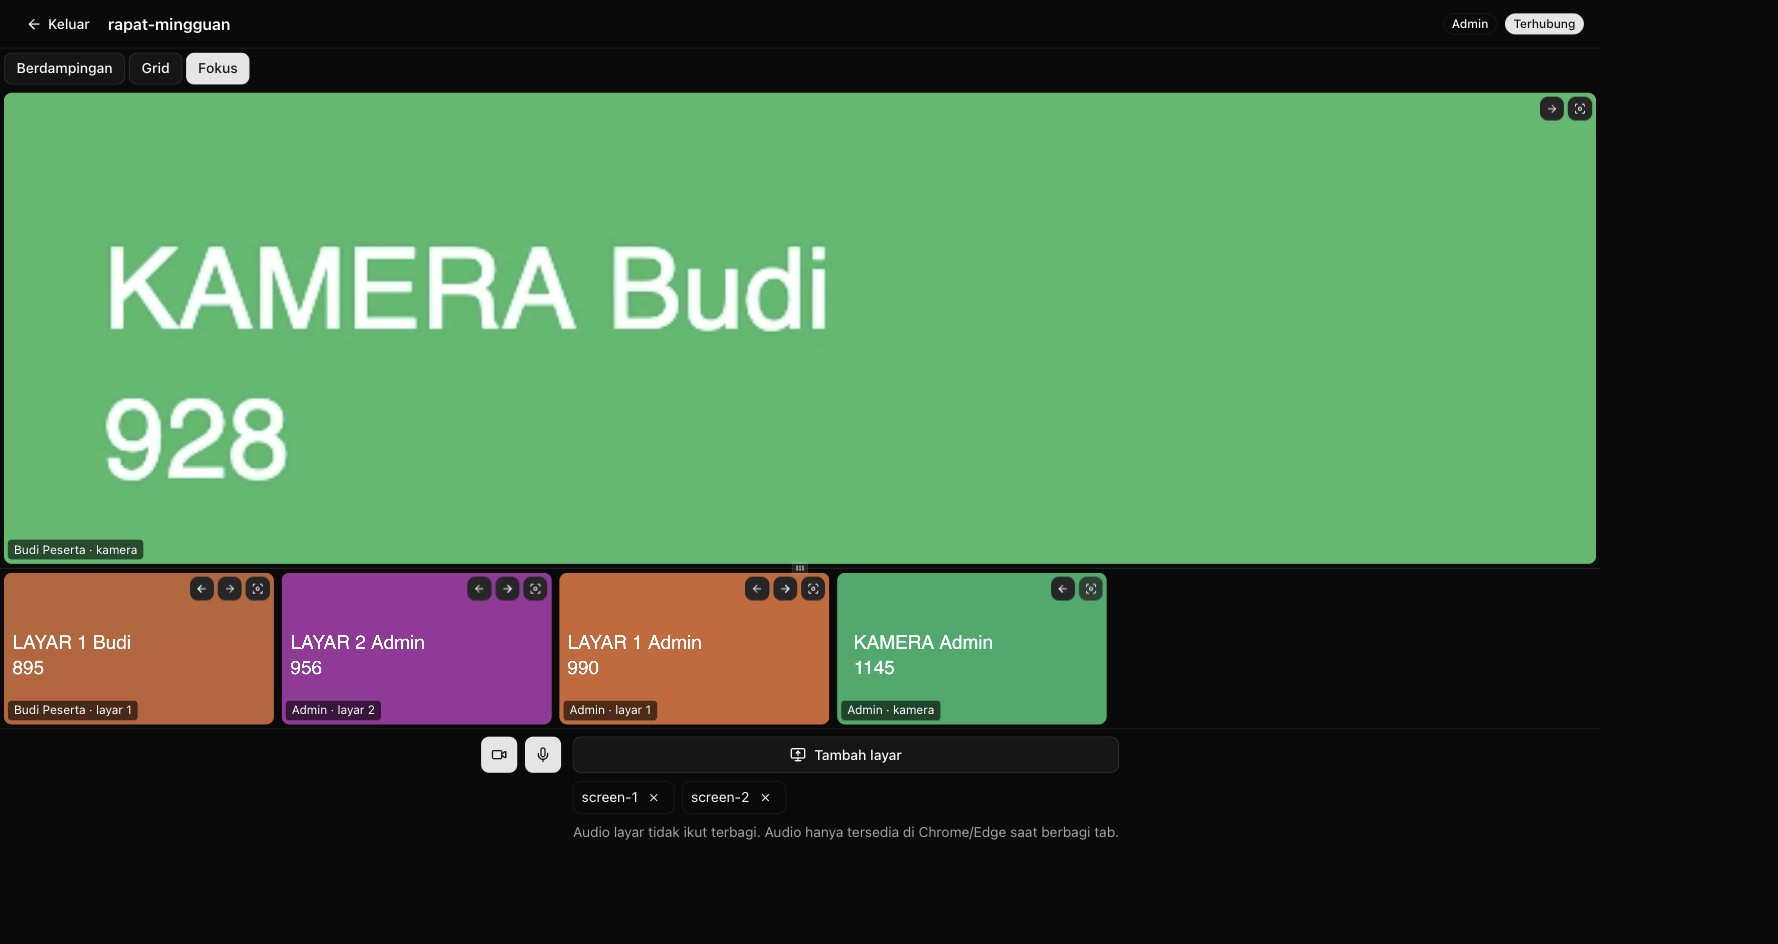 Keluar
rapat-mingguan
Admin
Terhubung
Berdampingan
Grid
Fokus
KAMERA Budi
928
Budi Peserta · kamera
LAYAR 1 Budi
895
Budi Peserta · layar 1
LAYAR 2 Admin
956
Admin · layar 2
LAYAR 1 Admin
990
Admin · layar 1
KAMERA Admin
1145
Admin · kamera
Tambah layar
screen-1
screen-2
Audio layar tidak ikut terbagi. Audio hanya tersedia di Chrome/Edge saat berbagi tab.